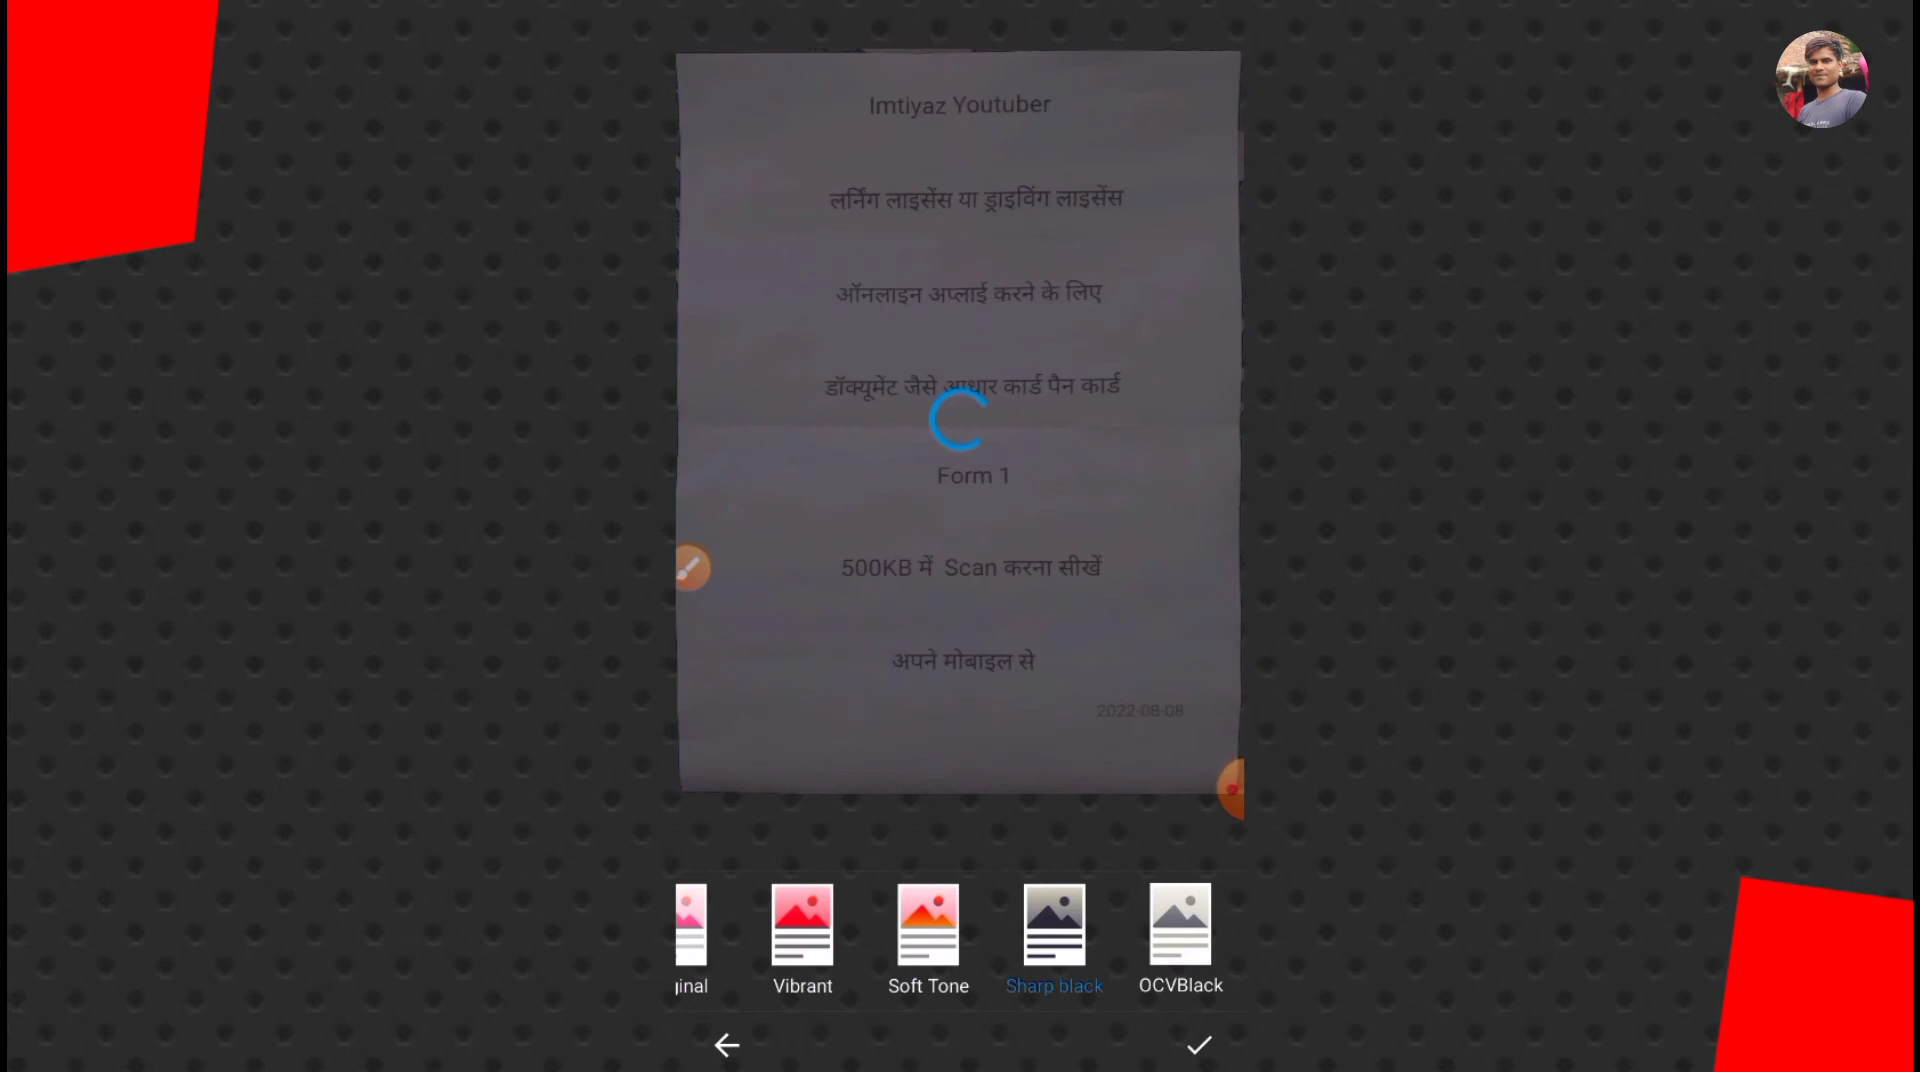 Imtiyaz Youtuber
लर्निंग लाइसेंस या ड्राइविंग लाइसेंस
ऑनलाइन अप्लाई करने के लिए
डॉक्यूमेंट जैसे आधार कार्ड पैन कार्ड
Form 1
500KB में Scan करना सीखें
अपने मोबाइल से
2022-08-08
ginal Vibrant Soft Tone Sharp black OCVBlack